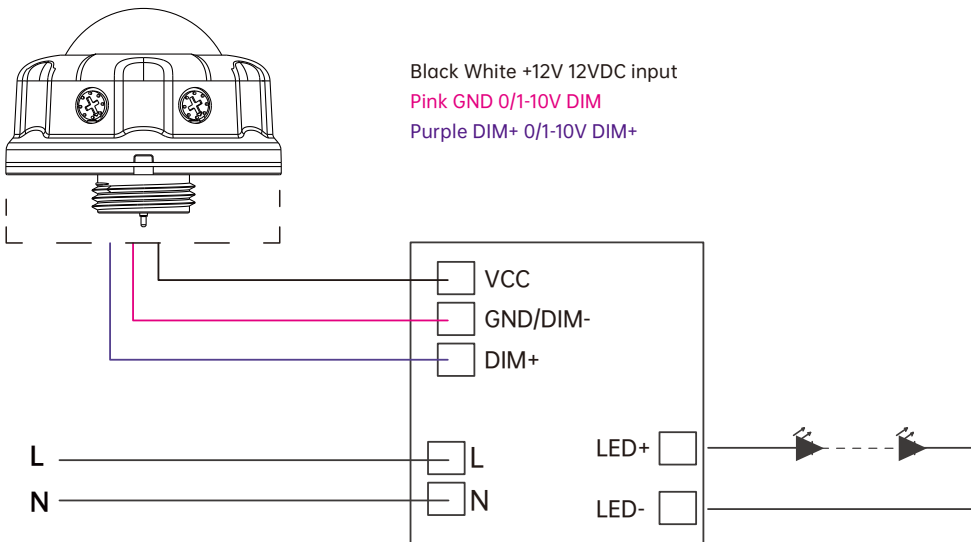 Black White +12V 12VDC input
Pink GND 0/1-10V DIM
Purple DIM+ 0/1-10V DIM+
VCC
GND/DIM-
DIM+
L
L
N
N
LED+
LED-